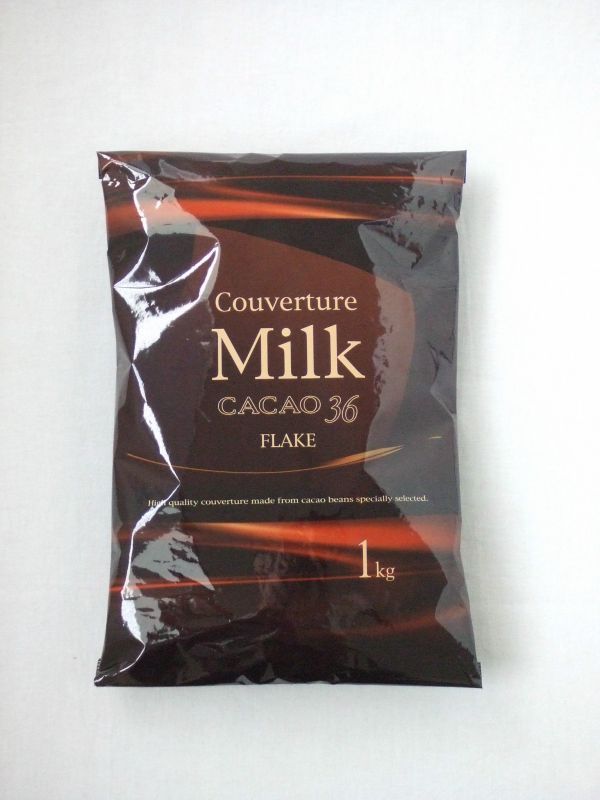 Couverture
Milk
CACAO 36
FLAKE
High quality couverture made from cacao beans specially selected.
1kg